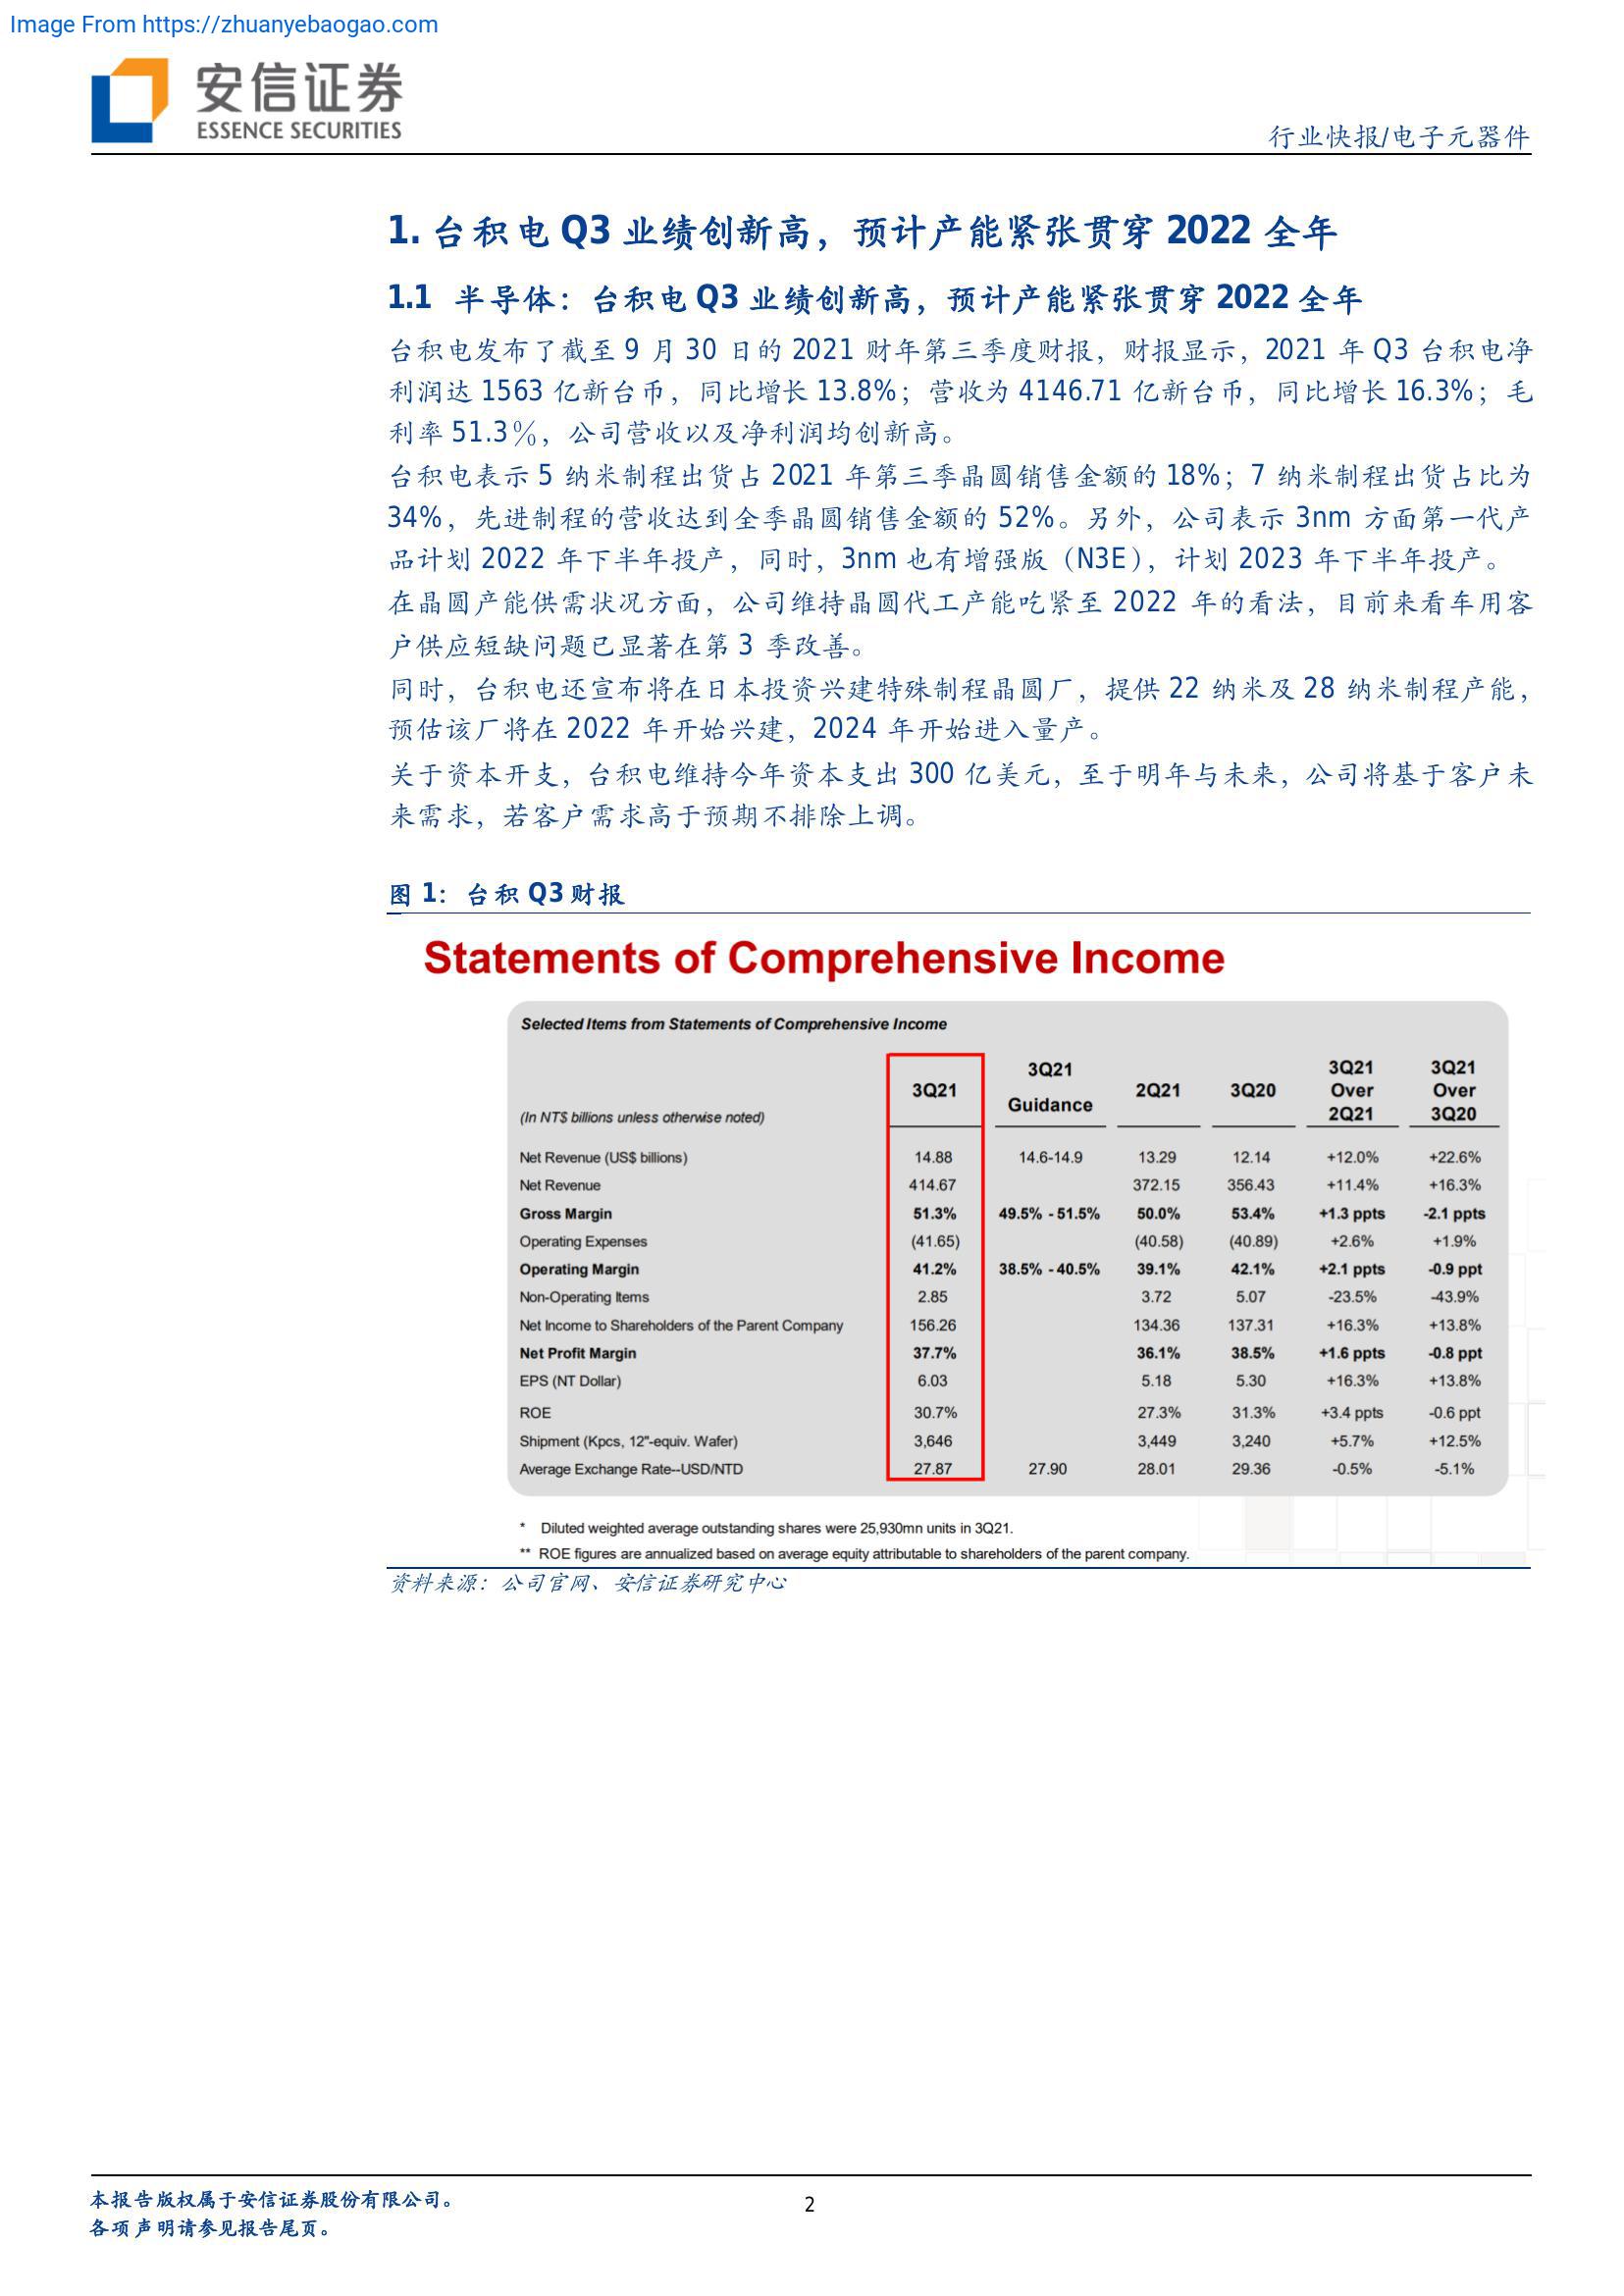 Image From https://zhuanyebaogao.com
安信证券
ESSENCE SECURITIES
行业快报/电子元器件
1. 台积电 Q3 业绩创新高，预计产能紧张贯穿 2022 全年
1.1 半导体：台积电 Q3 业绩创新高，预计产能紧张贯穿 2022 全年
台积电发布了截至 9 月 30 日的 2021 财年第三季度财报，财报显示，2021 年 Q3 台积电净
利润达 1563 亿新台币，同比增长 13.8%；营收为 4146.71 亿新台币，同比增长 16.3%；毛
利率 51.3％，公司营收以及净利润均创新高。
台积电表示 5 纳米制程出货占 2021 年第三季晶圆销售金额的 18%；7 纳米制程出货占比为
34%，先进制程的营收达到全季晶圆销售金额的 52%。另外，公司表示 3nm 方面第一代产
品计划 2022 年下半年投产，同时，3nm 也有增强版（N3E），计划 2023 年下半年投产。
在晶圆产能供需状况方面，公司维持晶圆代工产能吃紧至 2022 年的看法，目前来看车用客
户供应短缺问题已显著在第 3 季改善。
同时，台积电还宣布将在日本投资兴建特殊制程晶圆厂，提供 22 纳米及 28 纳米制程产能，
预估该厂将在 2022 年开始兴建，2024 年开始进入量产。
关于资本开支，台积电维持今年资本支出 300 亿美元，至于明年与未来，公司将基于客户未
来需求，若客户需求高于预期不排除上调。
图 1：台积 Q3 财报
Statements of Comprehensive Income
Selected Items from Statements of Comprehensive Income
(In NT$ billions unless otherwise noted) 3Q21 3Q21 Guidance 2Q21 3Q20 3Q21 Over 2Q21 3Q21 Over 3Q20
Net Revenue (US$ billions) 14.88 14.6-14.9 13.29 12.14 +12.0% +22.6%
Net Revenue 414.67 372.15 356.43 +11.4% +16.3%
Gross Margin 51.3% 49.5% - 51.5% 50.0% 53.4% +1.3 ppts -2.1 ppts
Operating Expenses (41.65) (40.58) (40.89) +2.6% +1.9%
Operating Margin 41.2% 38.5% - 40.5% 39.1% 42.1% +2.1 ppts -0.9 ppt
Non-Operating Items 2.85 3.72 5.07 -23.5% -43.9%
Net Income to Shareholders of the Parent Company 156.26 134.36 137.31 +16.3% +13.8%
Net Profit Margin 37.7% 36.1% 38.5% +1.6 ppts -0.8 ppt
EPS (NT Dollar) 6.03 5.18 5.30 +16.3% +13.8%
ROE 30.7% 27.3% 31.3% +3.4 ppts -0.6 ppt
Shipment (Kpcs, 12"-equiv. Wafer) 3,646 3,449 3,240 +5.7% +12.5%
Average Exchange Rate--USD/NTD 27.87 27.90 28.01 29.36 -0.5% -5.1%
* Diluted weighted average outstanding shares were 25,930mn units in 3Q21.
** ROE figures are annualized based on average equity attributable to shareholders of the parent company.
资料来源：公司官网、安信证券研究中心
本报告版权属于安信证券股份有限公司。
各项声明请参见报告尾页。
2